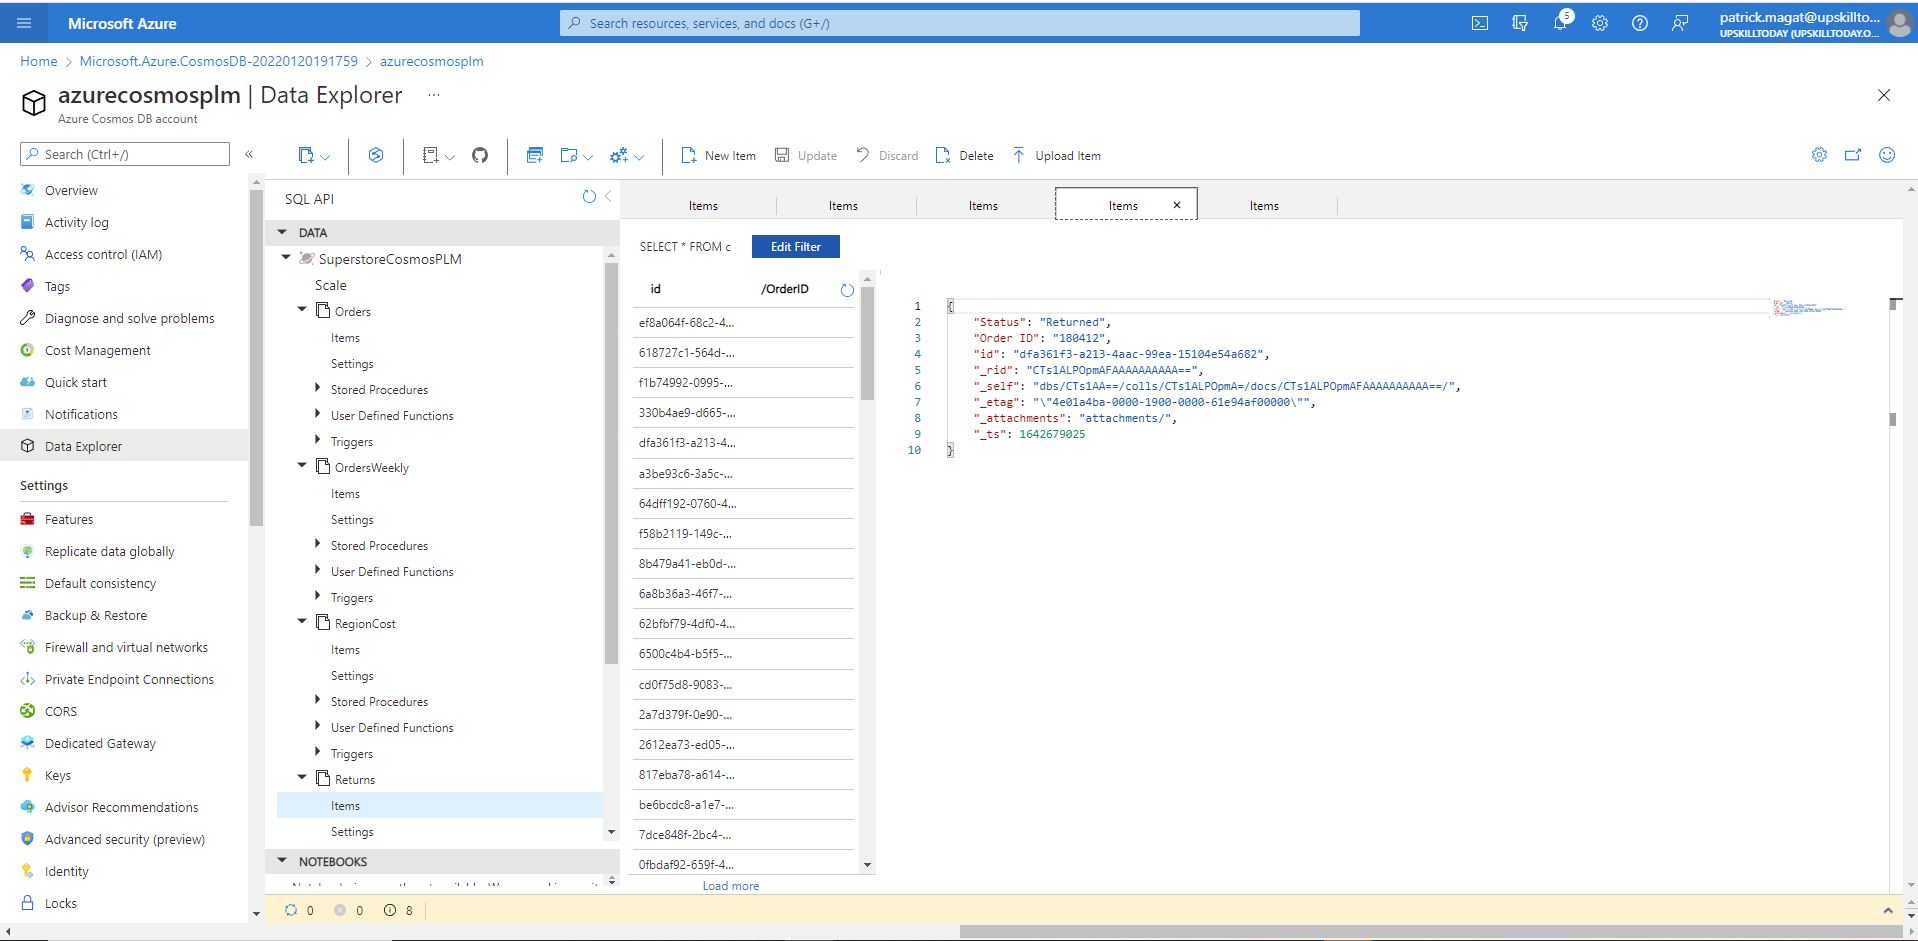 Microsoft Azure
Search resources, services, and docs (G+/)
5
patrick.magat@upskillto...
UPSKILLTODAY (UPSKILLTODAY.O...
Home > Microsoft.Azure.CosmosDB-20220120191759 > azurecosmosplm
azurecosmosplm | Data Explorer ...
Azure Cosmos DB account
Search (Ctrl+/)
«
New Item
Update
Discard
Delete
Upload Item
Overview
Activity log
Access control (IAM)
Tags
Diagnose and solve problems
Cost Management
Quick start
Notifications
Data Explorer
Settings
Features
Replicate data globally
Default consistency
Backup & Restore
Firewall and virtual networks
Private Endpoint Connections
CORS
Dedicated Gateway
Keys
Advisor Recommendations
Advanced security (preview)
Identity
Locks
SQL API
DATA
SuperstoreCosmosPLM
Scale
Orders
Items
Settings
Stored Procedures
User Defined Functions
Triggers
OrdersWeekly
Items
Settings
Stored Procedures
User Defined Functions
Triggers
RegionCost
Items
Settings
Stored Procedures
User Defined Functions
Triggers
Returns
Items
Settings
NOTEBOOKS
Items
Items
Items
Items
Items
SELECT * FROM c
Edit Filter
id /OrderID
ef8a064f-68c2-4...
618727c1-564d-...
f1b74992-0995-...
330b4ae9-d665-...
dfa361f3-a213-4...
a3be93c6-3a5c-...
64dff192-0760-4...
f58b2119-149c-...
8b479a41-eb0d-...
6a8b36a3-46f7-...
62bfbf79-4df0-4...
6500c4b4-b5f5-...
cd0f75d8-9083-...
2a7d379f-0e90-...
2612ea73-ed05-...
817eba78-a614-...
be6bcdc8-a1e7-...
7dce848f-2bc4-...
0fbdaf92-659f-4...
Load more
1 {
2 "Status": "Returned",
3 "Order ID": "180412",
4 "id": "dfa361f3-a213-4aac-99ea-15104e54a682",
5 "_rid": "CTs1ALPOpmAFAAAAAAAAAA==",
6 "_self": "dbs/CTs1AA==/colls/CTs1ALPOpmA=/docs/CTs1ALPOpmAFAAAAAAAAAA==/",
7 "_etag": "\"4e01a4ba-0000-1900-0000-61e94af00000\"",
8 "_attachments": "attachments/",
9 "_ts": 1642679025
10 }
0 0 8